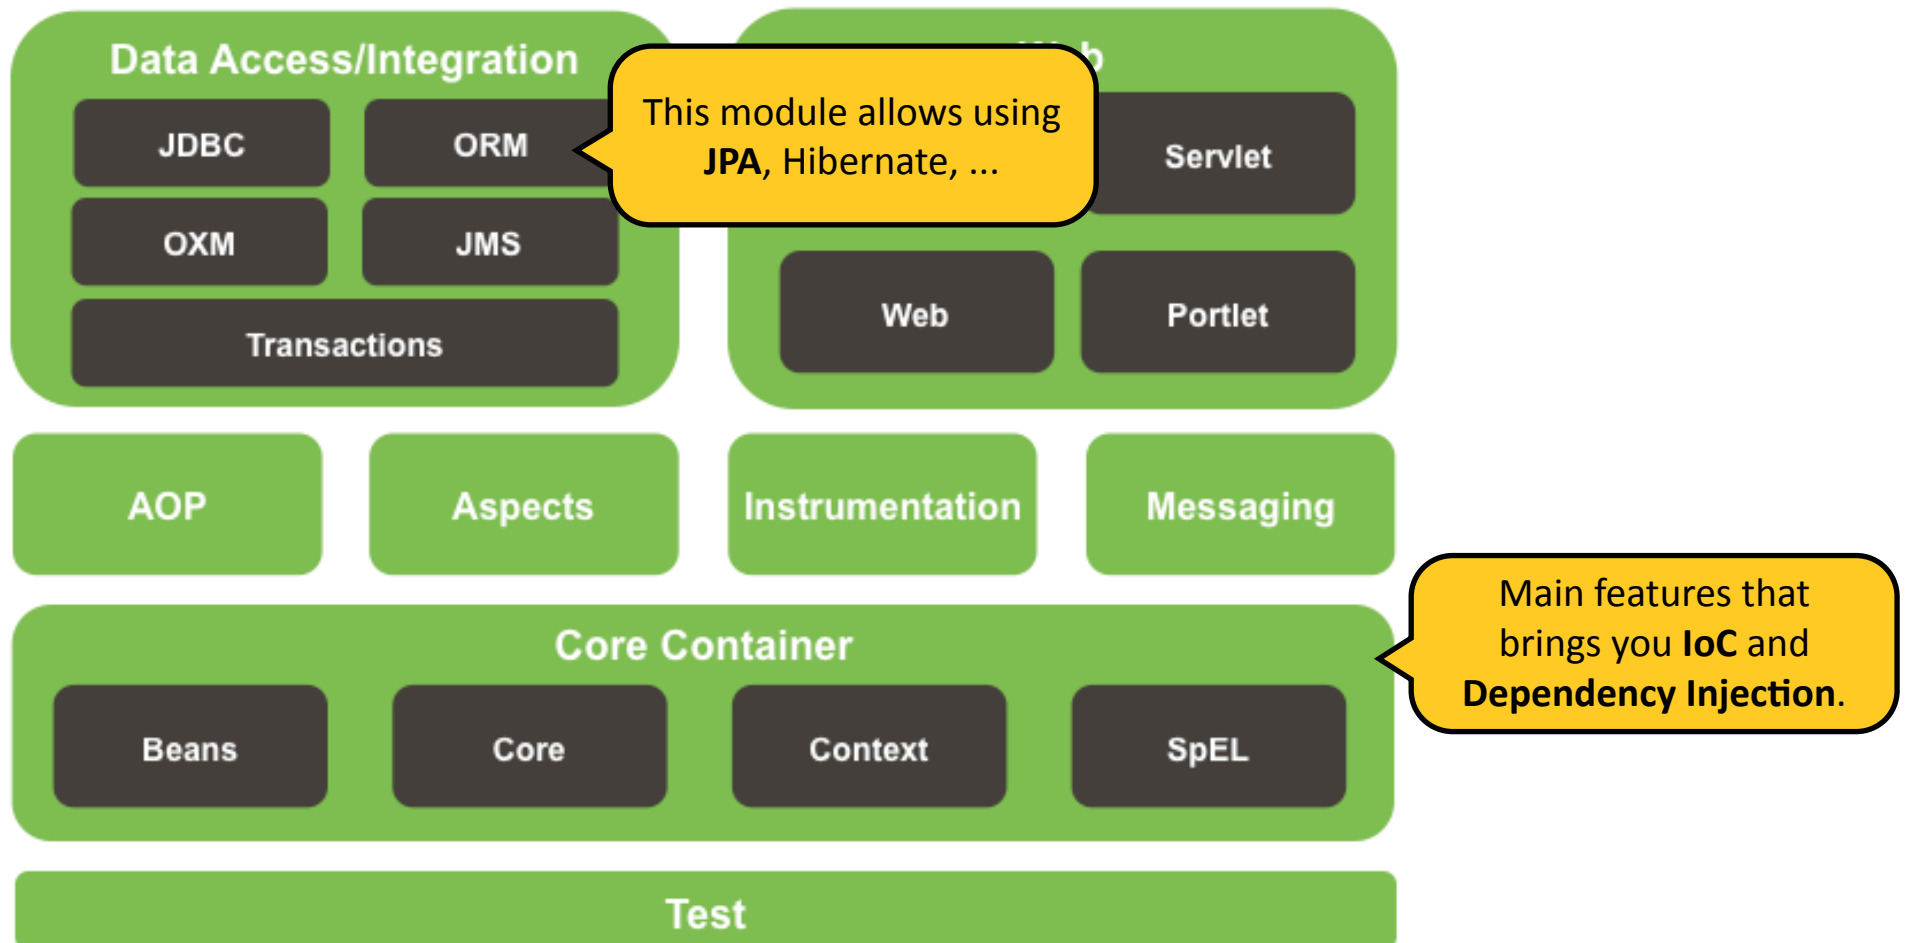 Data Access/Integration
JDBC
ORM
OXM
JMS
Transactions
This module allows using
JPA, Hibernate, ...
Servlet
Web
Portlet
AOP
Aspects
Instrumentation
Messaging
Core Container
Beans
Core
Context
SpEL
Main features that
brings you IoC and
Dependency Injection.
Test